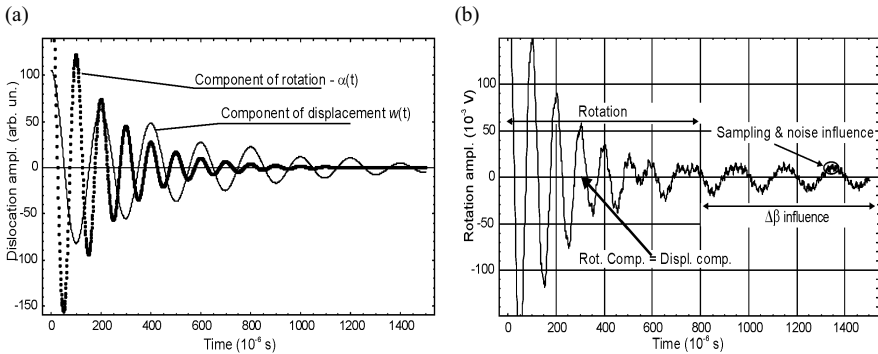 (a)
Dislocation ampl. (arb. un.)
100
50
0
-50
-100
-150
Component of rotation - α(t)
Component of displacement w(t)
0 200 400 600 800 1000 1200 1400
Time (10⁻⁶ s)
(b)
Rotation ampl. (10⁻³ V)
100
50
0
-50
-100
Rotation
Sampling & noise influence
Δβ influence
Rot. Comp. = Displ. comp.
0 200 400 600 800 1000 1200 1400
Time (10⁻⁶ s)